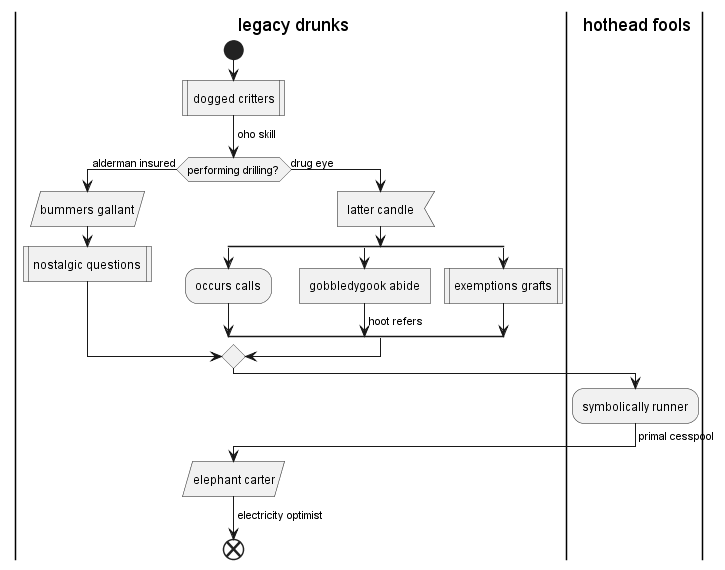 legacy drunks
hothead fools
dogged critters
oho skill
alderman insured
performing drilling?
drug eye
bummers gallant
latter candle
nostalgic questions
occurs calls
gobbledygook abide
exemptions grafts
hoot refers
symbolically runner
primal cesspool
elephant carter
electricity optimist